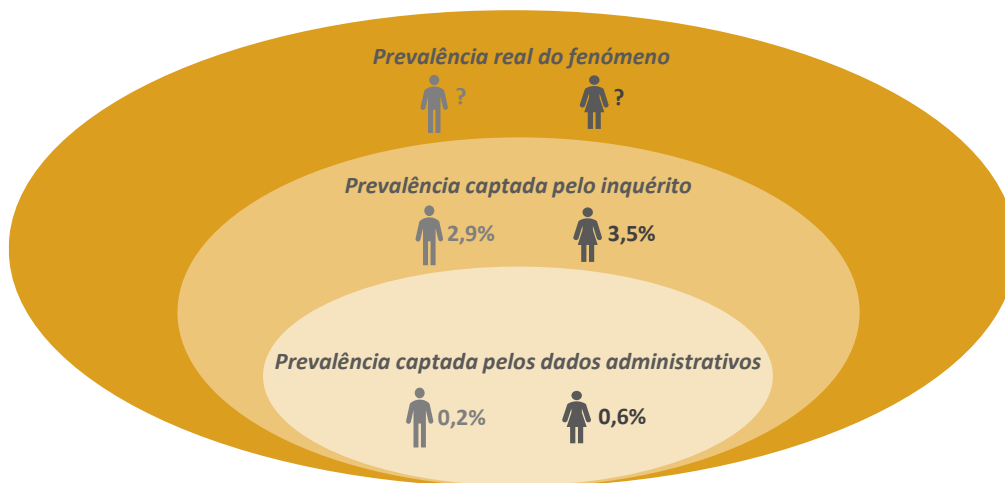 Prevalência real do fenómeno
? ?
Prevalência captada pelo inquérito
2,9% 3,5%
Prevalência captada pelos dados administrativos
0,2% 0,6%